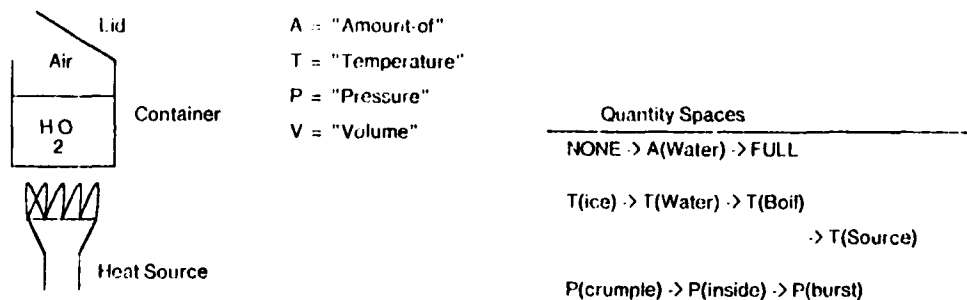 Lid
Air
H O
2
Container
Heat Source
A = "Amount-of"
T = "Temperature"
P = "Pressure"
V = "Volume"
Quantity Spaces
NONE -> A(Water) -> FULL
T(ice) -> T(Water) -> T(Boil)
-> T(Source)
P(crumple) -> P(inside) -> P(burst)